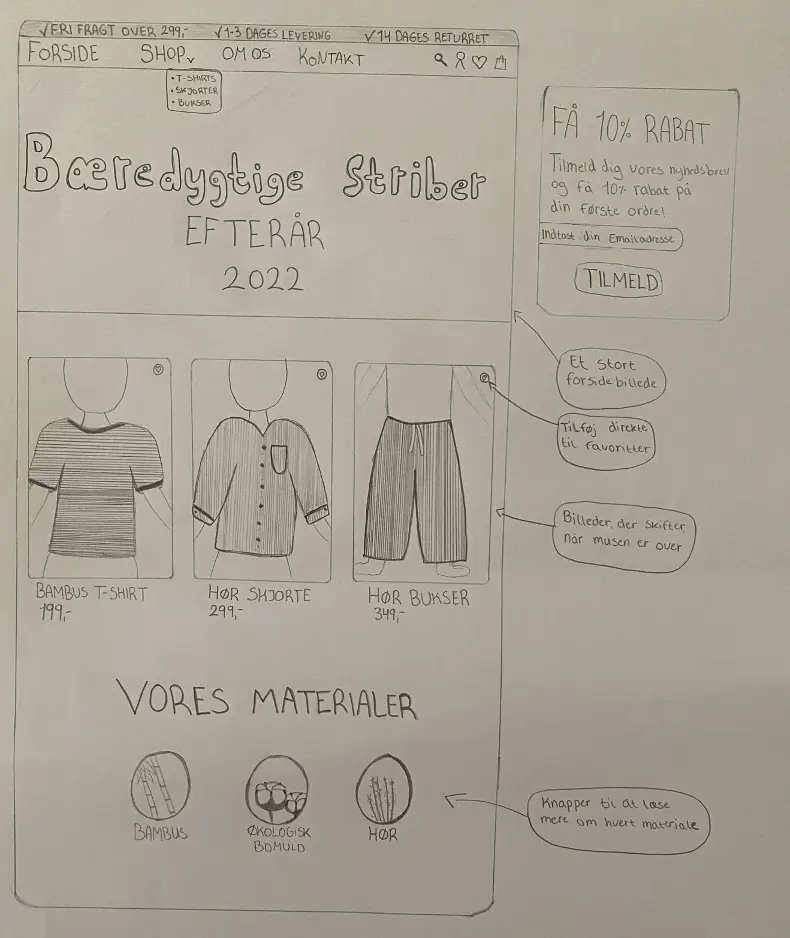 ✓FRI FRAGT OVER 299,- ✓1-3 DAGES LEVERING ✓14 DAGES RETURRET
FORSIDE SHOP OM OS KONTAKT
• T-SHIRTS
• SKJORTER
• BUKSER
Bæredygtige Striber
EFTERÅR
2022
FÅ 10% RABAT
Tilmeld dig vores nyhedsbrev
og få 10% rabat på
din første ordre!
Indtast din Emailadresse
TILMELD
Et stort
forsidebillede
Tilføj direkte
til favoritter
Billeder, der skifter,
når musen er over
BAMBUS T-SHIRT
199,-
HØR SKJORTE
299,-
HØR BUKSER
349,-
VORES MATERIALER
BAMBUS
ØKOLOGISK
BOMULD
HØR
Knapper til at læse
mere om hvert materiale